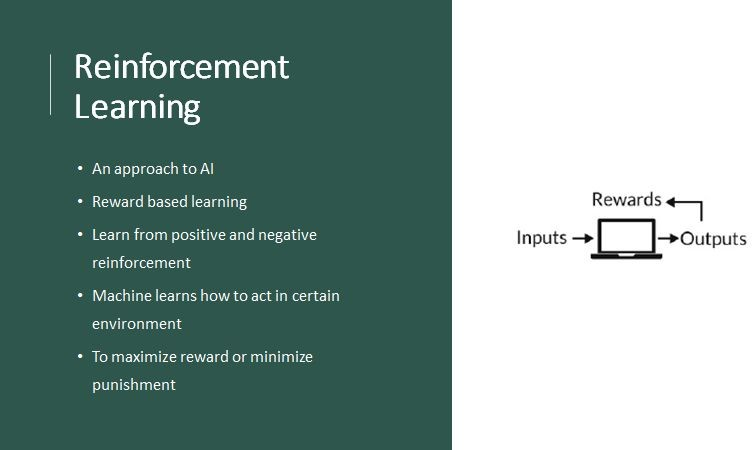 Reinforcement
Learning
• An approach to AI
• Reward based learning
• Learn from positive and negative
reinforcement
• Machine learns how to act in certain
environment
• To maximize reward or minimize
punishment
Rewards
Inputs
Outputs